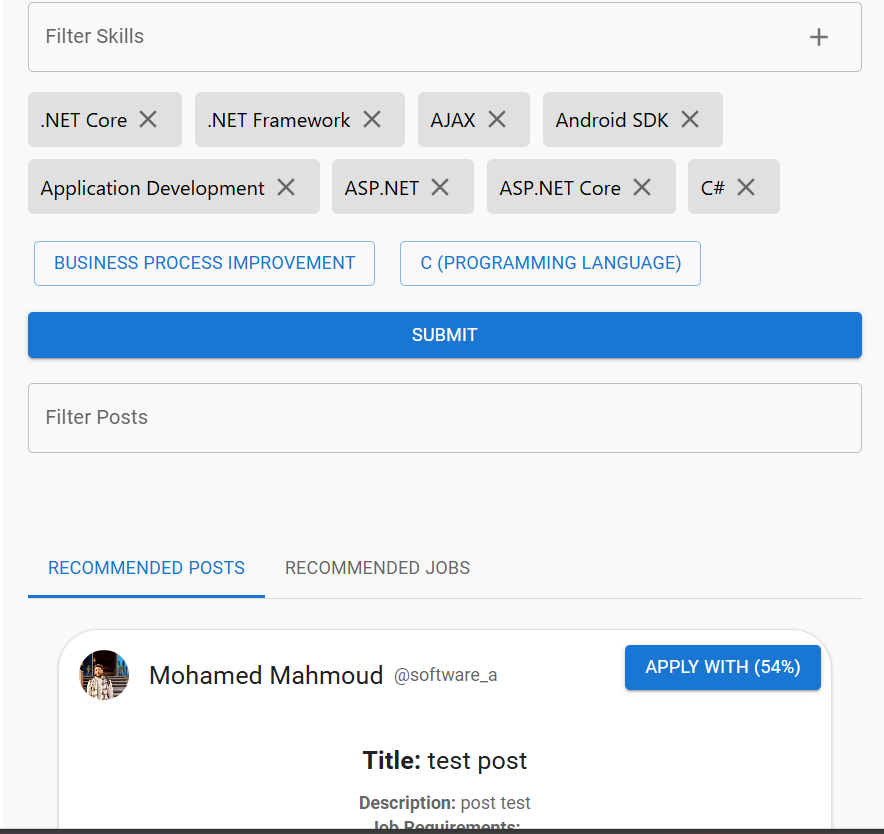 Filter Skills
.NET Core .NET Framework AJAX Android SDK
Application Development ASP.NET ASP.NET Core C#
BUSINESS PROCESS IMPROVEMENT C (PROGRAMMING LANGUAGE)
SUBMIT
Filter Posts
RECOMMENDED POSTS RECOMMENDED JOBS
Mohamed Mahmoud @software_a APPLY WITH (54%)
Title: test post
Description: post test
Job Requirements: